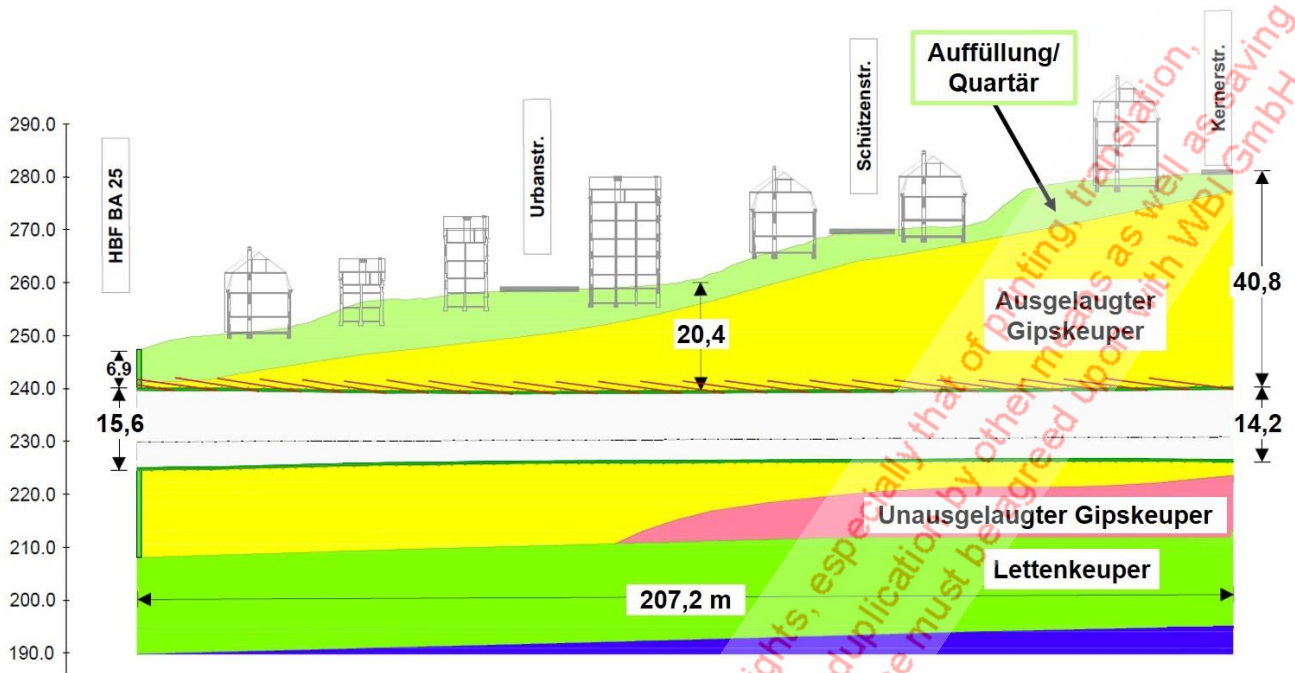 HBF BA 25
Urbanstr.
Schützenstr.
Kernerstr.
Auffüllung/
Quartär
290.0
280.0
270.0
260.0
250.0
240.0
230.0
220.0
210.0
200.0
190.0
6.9
15,6
20,4
40,8
14,2
Ausgelaugter
Gipskeuper
Unausgelaugter Gipskeuper
Lettenkeuper
207,2 m
ghts, especially that of printing, translation,
duplication by other means as well as saving
e must be agreed upon with WBI GmbH